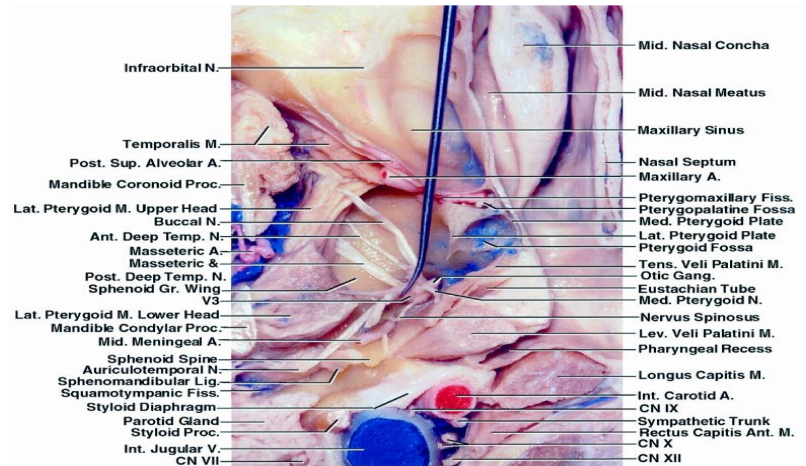 Infraorbital N.
Temporalis M.
Post. Sup. Alveolar A.
Mandible Coronoid Proc.
Lat. Pterygoid M. Upper Head
Buccal N.
Ant. Deep Temp. N.
Masseteric A.
Masseteric &
Post. Deep Temp. N.
Sphenoid Gr. Wing
V3
Lat. Pterygoid M. Lower Head
Mandible Condylar Proc.
Mid. Meningeal A.
Sphenoid Spine
Auriculotemporal N.
Sphenomandibular Lig.
Squamotympanic Fiss.
Styloid Diaphragm
Parotid Gland
Styloid Proc.
Int. Jugular V.
CN VII
Mid. Nasal Concha
Mid. Nasal Meatus
Maxillary Sinus
Nasal Septum
Maxillary A.
Pterygomaxillary Fiss.
Pterygopalatine Fossa
Med. Pterygoid Plate
Lat. Pterygoid Plate
Pterygoid Fossa
Tens. Veli Palatini M.
Otic Gang.
Eustachian Tube
Med. Pterygoid N.
Nervus Spinosus
Lev. Veli Palatini M.
Pharyngeal Recess
Longus Capitis M.
Int. Carotid A.
CN IX
Sympathetic Trunk
Rectus Capitis Ant. M.
CN X
CN XII